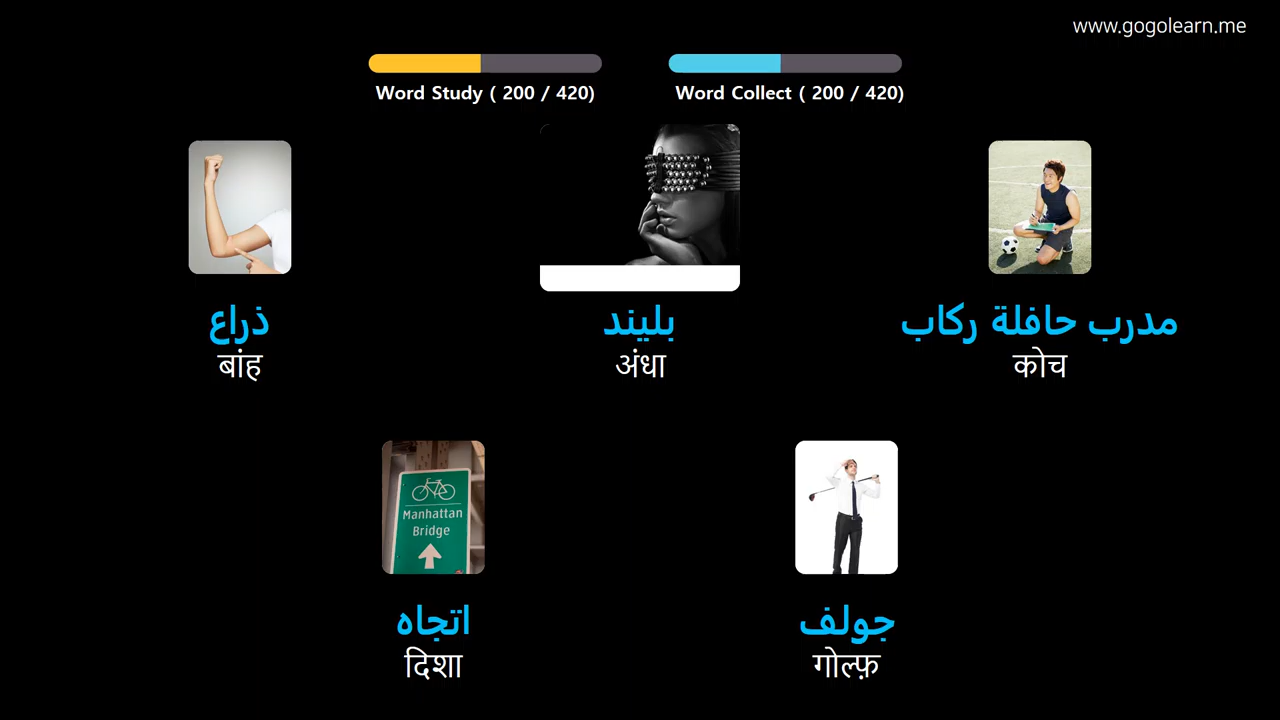 www.gogolearn.me
Word Study ( 200 / 420)
Word Collect ( 200 / 420)
ذراع
बांह
بليند
अंधा
مدرب حافلة ركاب
कोच
Manhattan
Bridge
اتجاه
दिशा
جولف
गोल्फ़